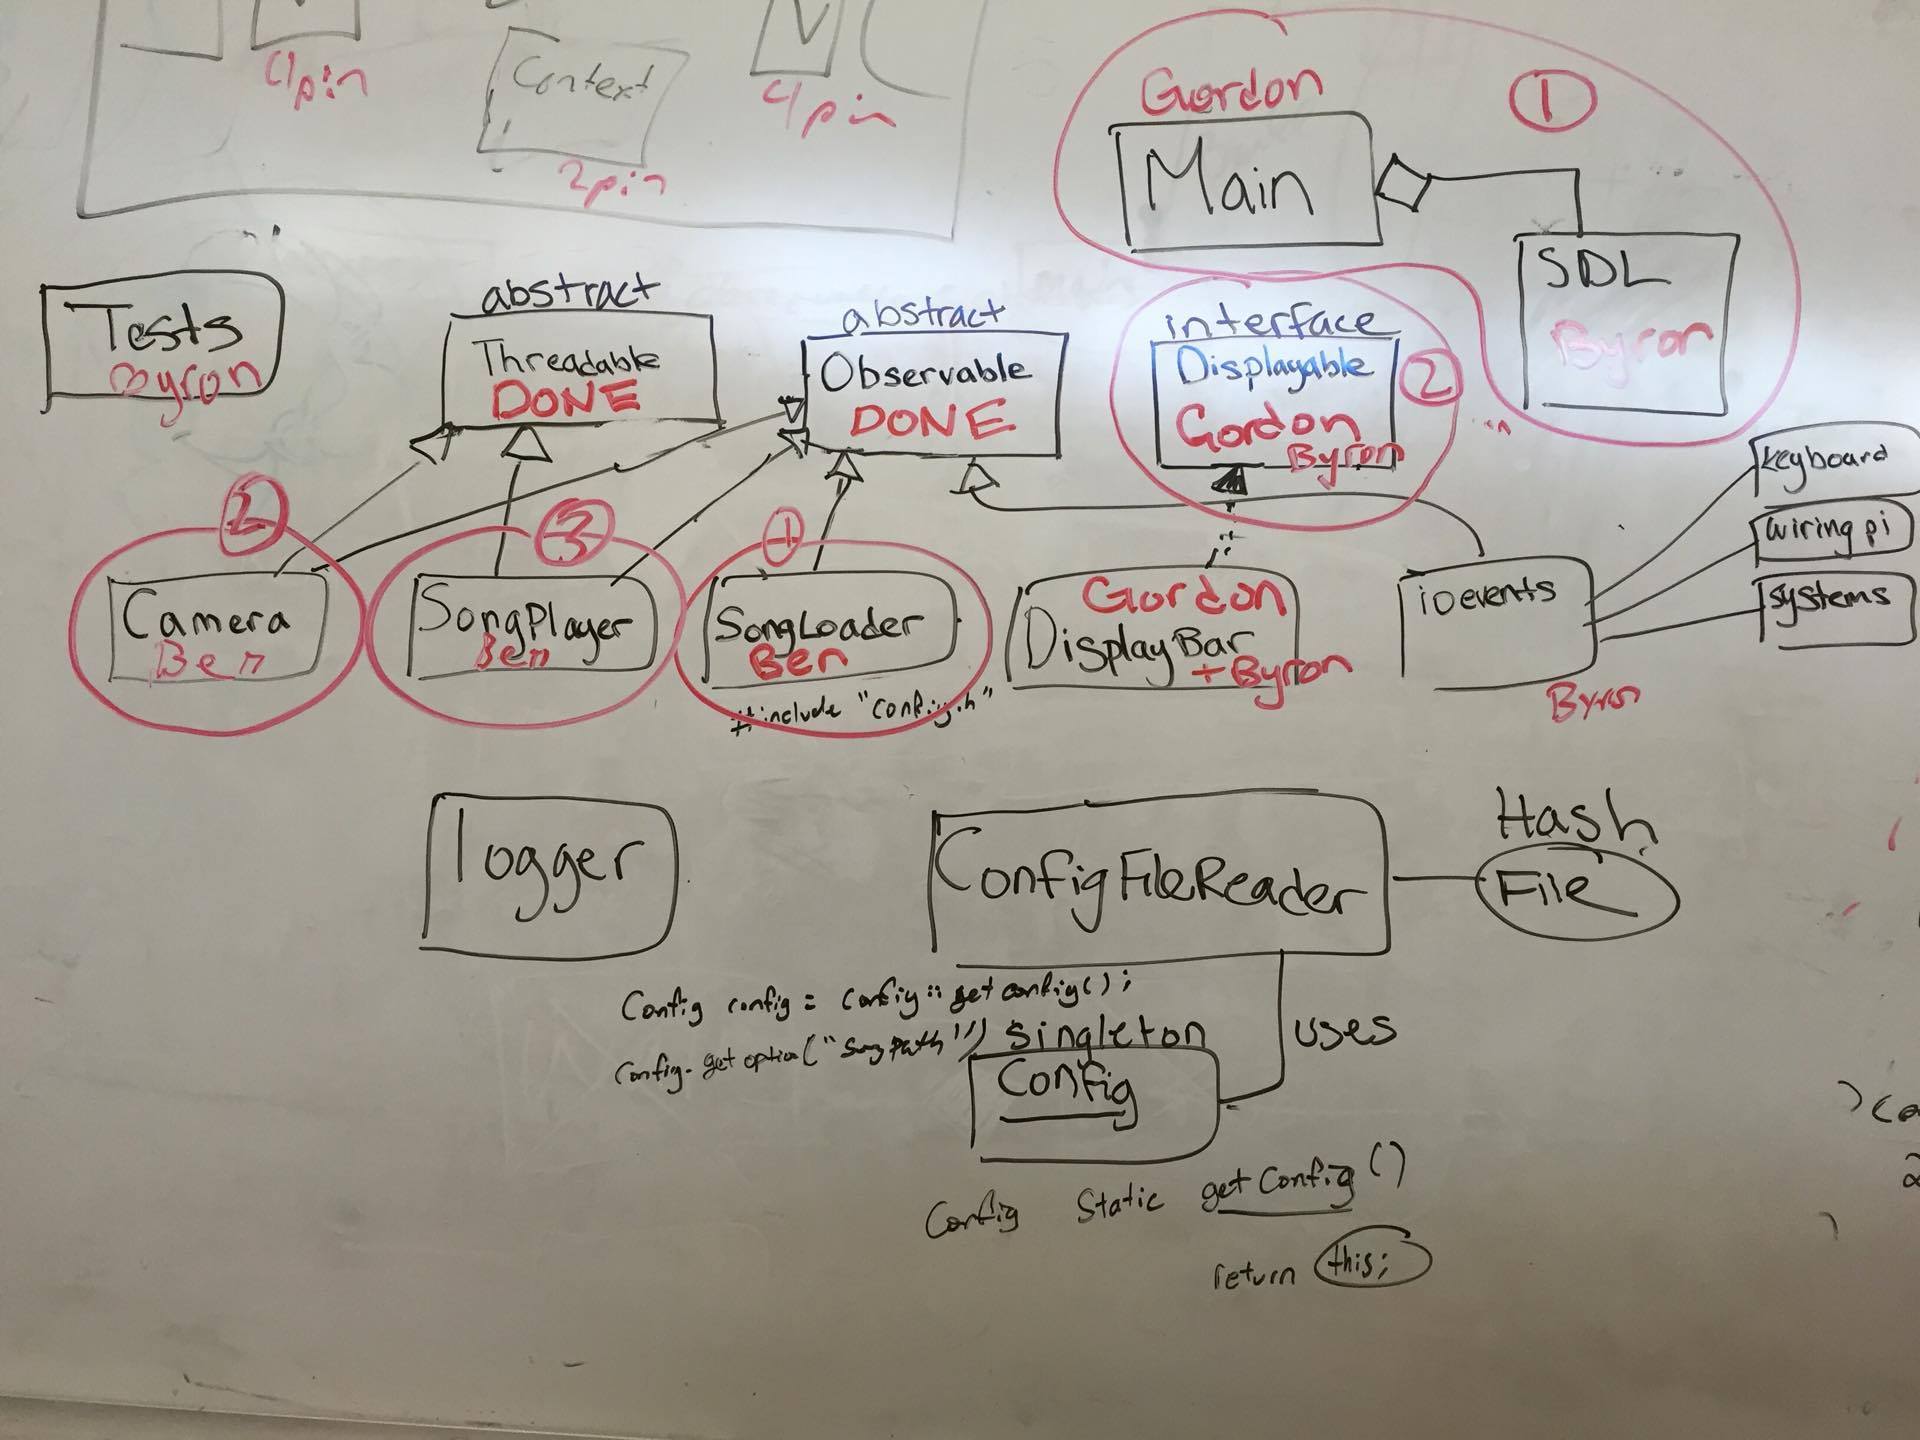 4pin
Context
4pin
2pin
Gordon
1
Main
SDL
Byron
Tests
Byron
abstract
Threadable
DONE
abstract
Observable
DONE
interface
Displayable
Gordon
Byron
2
keyboard
wiring pi
systems
2
Camera
Ben
3
SongPlayer
Ben
1
SongLoader
Ben
#include "config.h"
Gordon
DisplayBar
+Byron
ioevents
Byron
logger
ConfigFileReader
Hash
File
Config config = Config::getconfig();
Config.getoption("songpath")
singleton
Config
uses
Config Static getConfig()
return this;